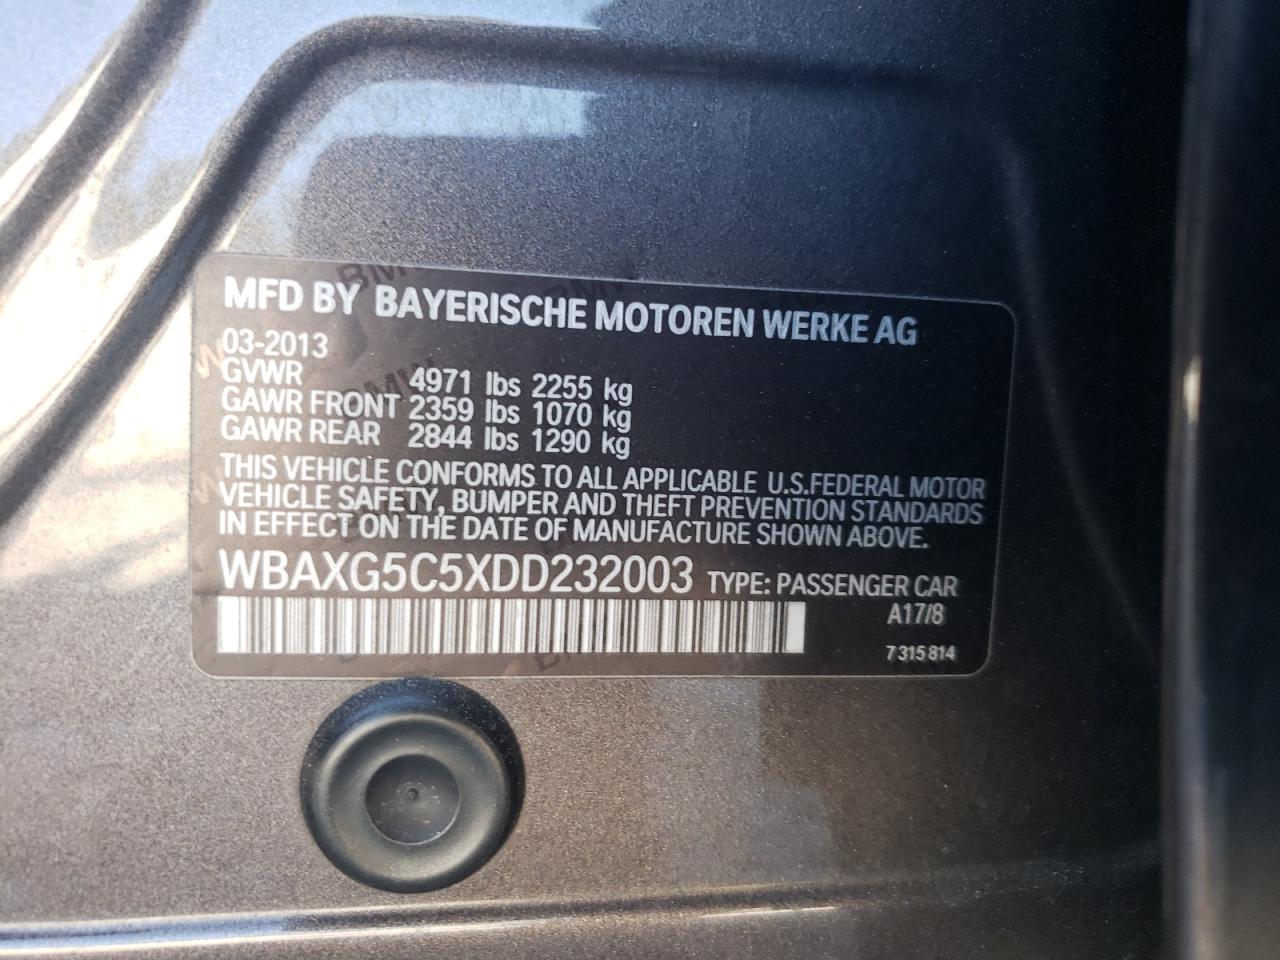 MFD BY BAYERISCHE MOTOREN WERKE AG
03-2013
GVWR 4971 lbs 2255 kg
GAWR FRONT 2359 lbs 1070 kg
GAWR REAR 2844 lbs 1290 kg
THIS VEHICLE CONFORMS TO ALL APPLICABLE U.S.FEDERAL MOTOR
VEHICLE SAFETY, BUMPER AND THEFT PREVENTION STANDARDS
IN EFFECT ON THE DATE OF MANUFACTURE SHOWN ABOVE.
WBAXG5C5XDD232003 TYPE: PASSENGER CAR
A17/8
7 315 814